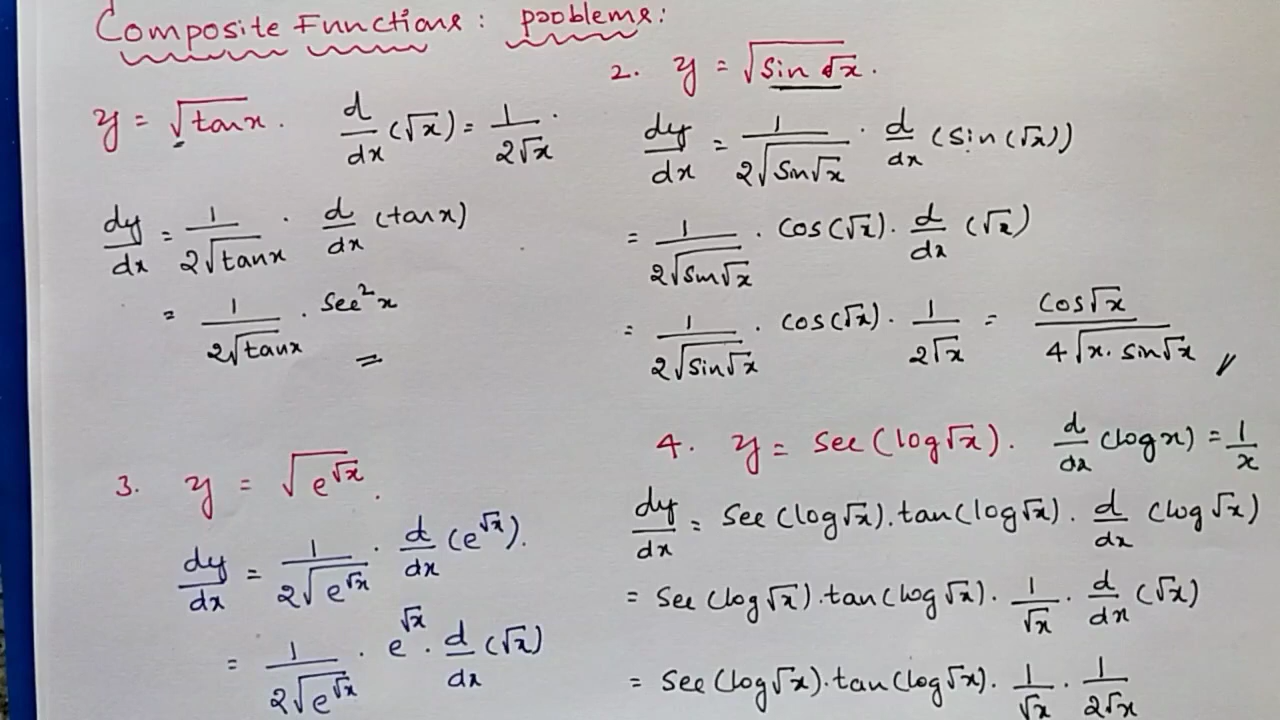 Composite Functions: problems:
y = √tanx. d/dx (√x) = 1/2√x.
dy/dx = 1/2√tanx · d/dx (tanx)
= 1/2√tanx · sec²x
2. y = √sin √x.
dy/dx = 1/2√sin√x · d/dx (sin(√x))
= 1/2√sin√x · cos(√x) · d/dx (√x)
= 1/2√sin√x · cos(√x) · 1/2√x = cos√x/4√x. sin√x
3. y = √e^√x.
dy/dx = 1/2√e^√x · d/dx (e^√x).
= 1/2√e^√x · e^√x · d/dx (√x)
4. y = sec(log√x). d/dx (logx) = 1/x
dy/dx = sec(log√x).tan(log√x) · d/dx (log√x)
= sec(log√x).tan(log√x) · 1/√x · d/dx (√x)
= sec(log√x).tan(log√x) · 1/√x · 1/2√x